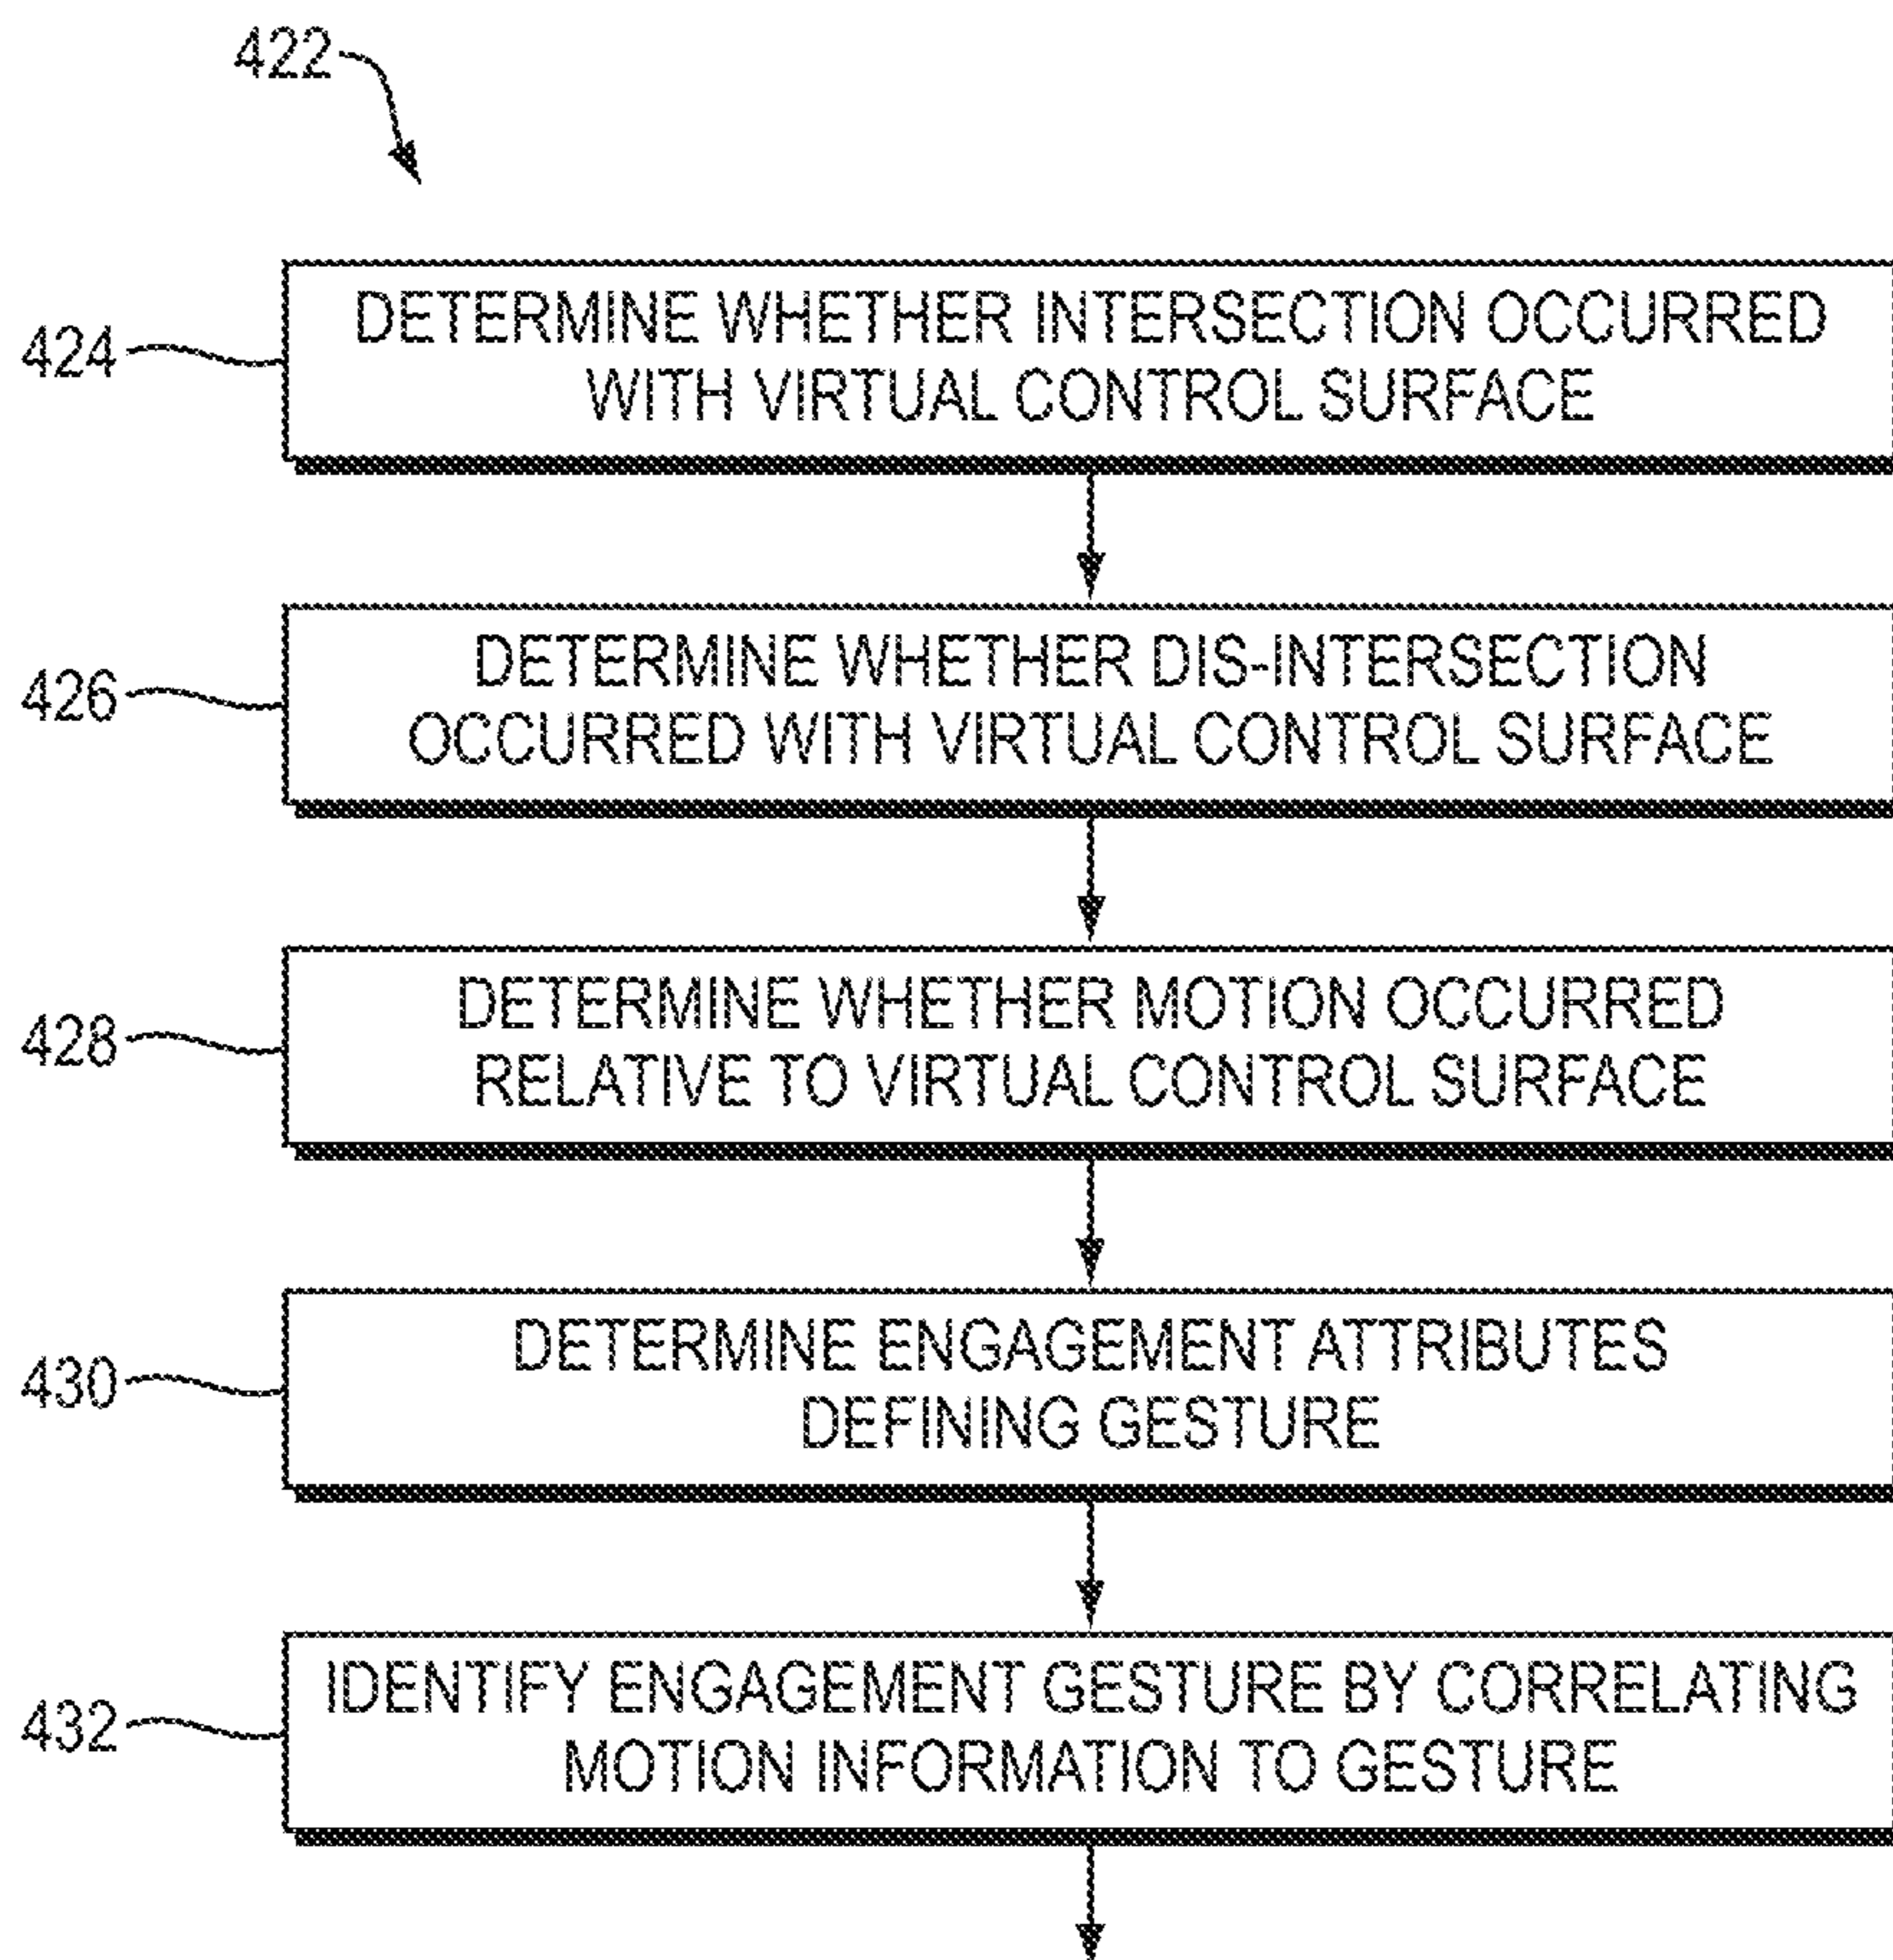 422
424
DETERMINE WHETHER INTERSECTION OCCURRED
WITH VIRTUAL CONTROL SURFACE
426
DETERMINE WHETHER DIS-INTERSECTION
OCCURRED WITH VIRTUAL CONTROL SURFACE
428
DETERMINE WHETHER MOTION OCCURRED
RELATIVE TO VIRTUAL CONTROL SURFACE
430
DETERMINE ENGAGEMENT ATTRIBUTES
DEFINING GESTURE
432
IDENTIFY ENGAGEMENT GESTURE BY CORRELATING
MOTION INFORMATION TO GESTURE